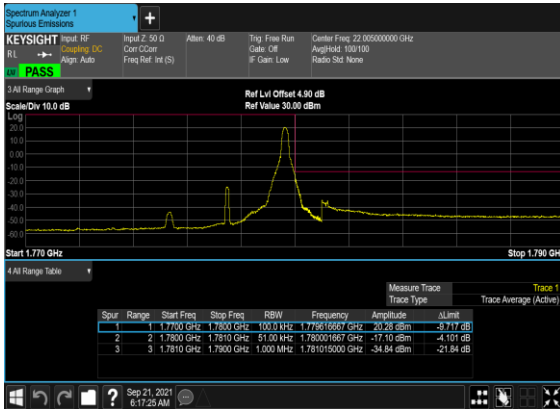 Spectrum Analyzer 1
Spurious Emissions
+
KEYSIGHT Input: RF Input Z: 50 Ω Atten: 40 dB Trig: Free Run Center Freq: 22.005000000 GHz
RL Coupling: DC Corr CCorr Gate: Off Avg|Hold: 100/100
Align: Auto Freq Ref: Int (S) IF Gain: Low Radio Std: None
PASS
3 All Range Graph
Ref Lvl Offset 4.90 dB
Scale/Div 10.0 dB Ref Value 30.00 dBm
Log
20.0
10.0
0.00
-10.0
-20.0
-30.0
-40.0
-50.0
-60.0
Start 1.770 GHz Stop 1.790 GH
4 All Range Table
Measure Trace Trace 1
Trace Type Trace Average (Active)
Spur Range Start Freq Stop Freq RBW Frequency Amplitude ΔLimit
1 1 1.7700 GHz 1.7800 GHz 100.0 kHz 1.779616667 GHz 20.28 dBm -9.717 dB
2 2 1.7800 GHz 1.7810 GHz 51.00 kHz 1.780001667 GHz -17.10 dBm -4.101 dB
3 3 1.7810 GHz 1.7900 GHz 1.000 MHz 1.781015000 GHz -34.84 dBm -21.84 dB
? Sep 21, 2021
6:17:25 AM